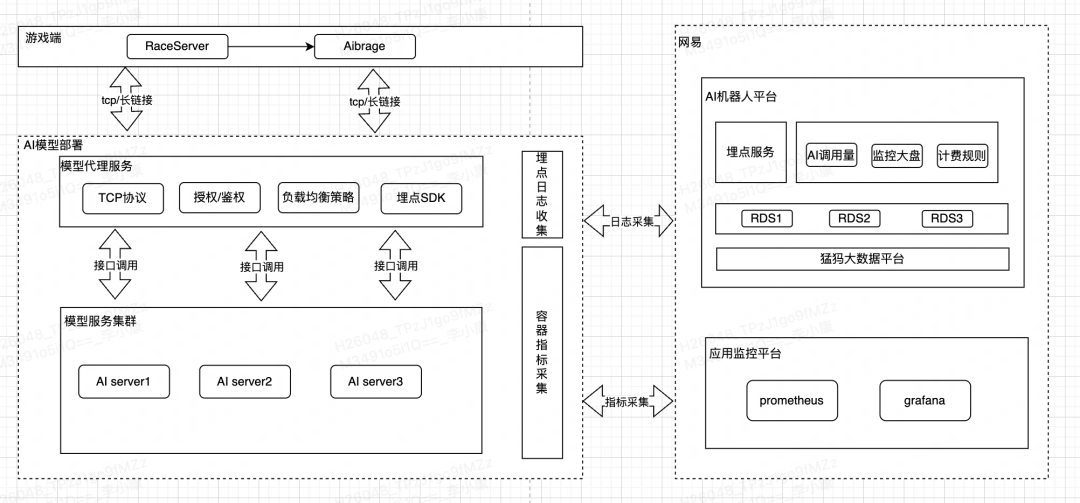 游戏端
RaceServer
Aibrage
tcp/长链接
tcp/长链接
AI模型部署
模型代理服务
TCP协议
授权/鉴权
负载均衡策略
埋点SDK
接口调用
接口调用
接口调用
模型服务集群
AI server1
AI server2
AI server3
埋点日志收集
容器指标采集
日志采集
指标采集
网易
AI机器人平台
埋点服务
AI调用量
监控大盘
计费规则
RDS1
RDS2
RDS3
猛犸大数据平台
应用监控平台
prometheus
grafana